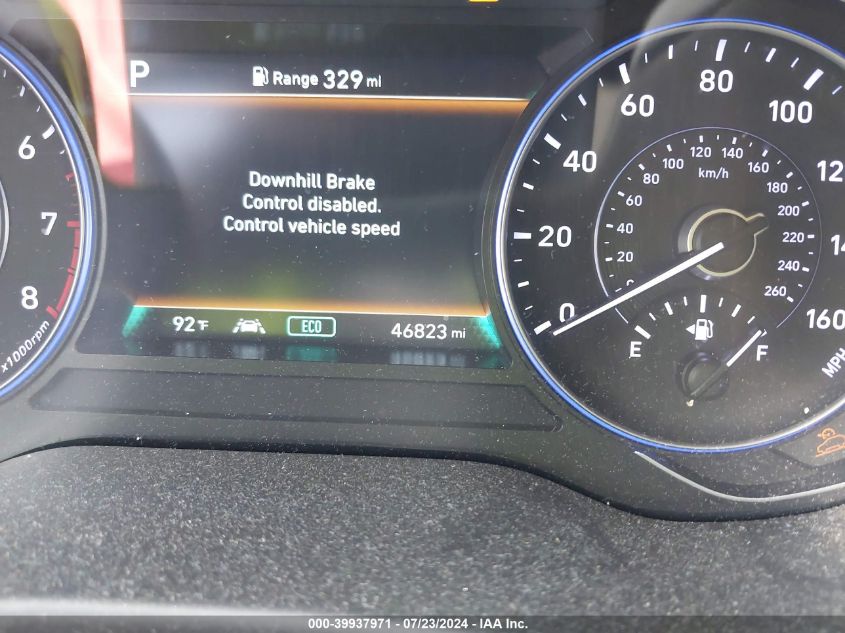 P
Range 329 mi
Downhill Brake
Control disabled.
Control vehicle speed
92°F
ECO
46823 mi
6
7
8
x1000rpm
0
20
40
60
80
100
160
MPH
20
40
60
80
100
120
140
160
180
200
220
240
260
km/h
E
F
000-39937971 / 07/23/2024 - © IAA, Inc.